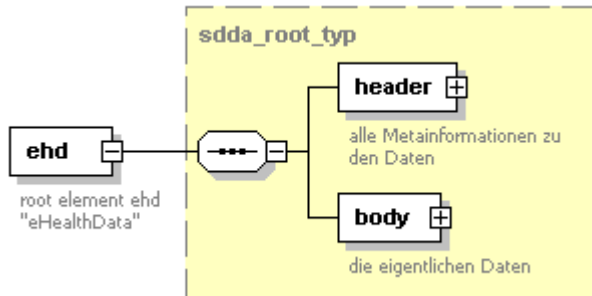 sdda_root_typ
header
alle Metainformationen zu
den Daten
ehd
root element ehd
"eHealthData"
body
die eigentlichen Daten